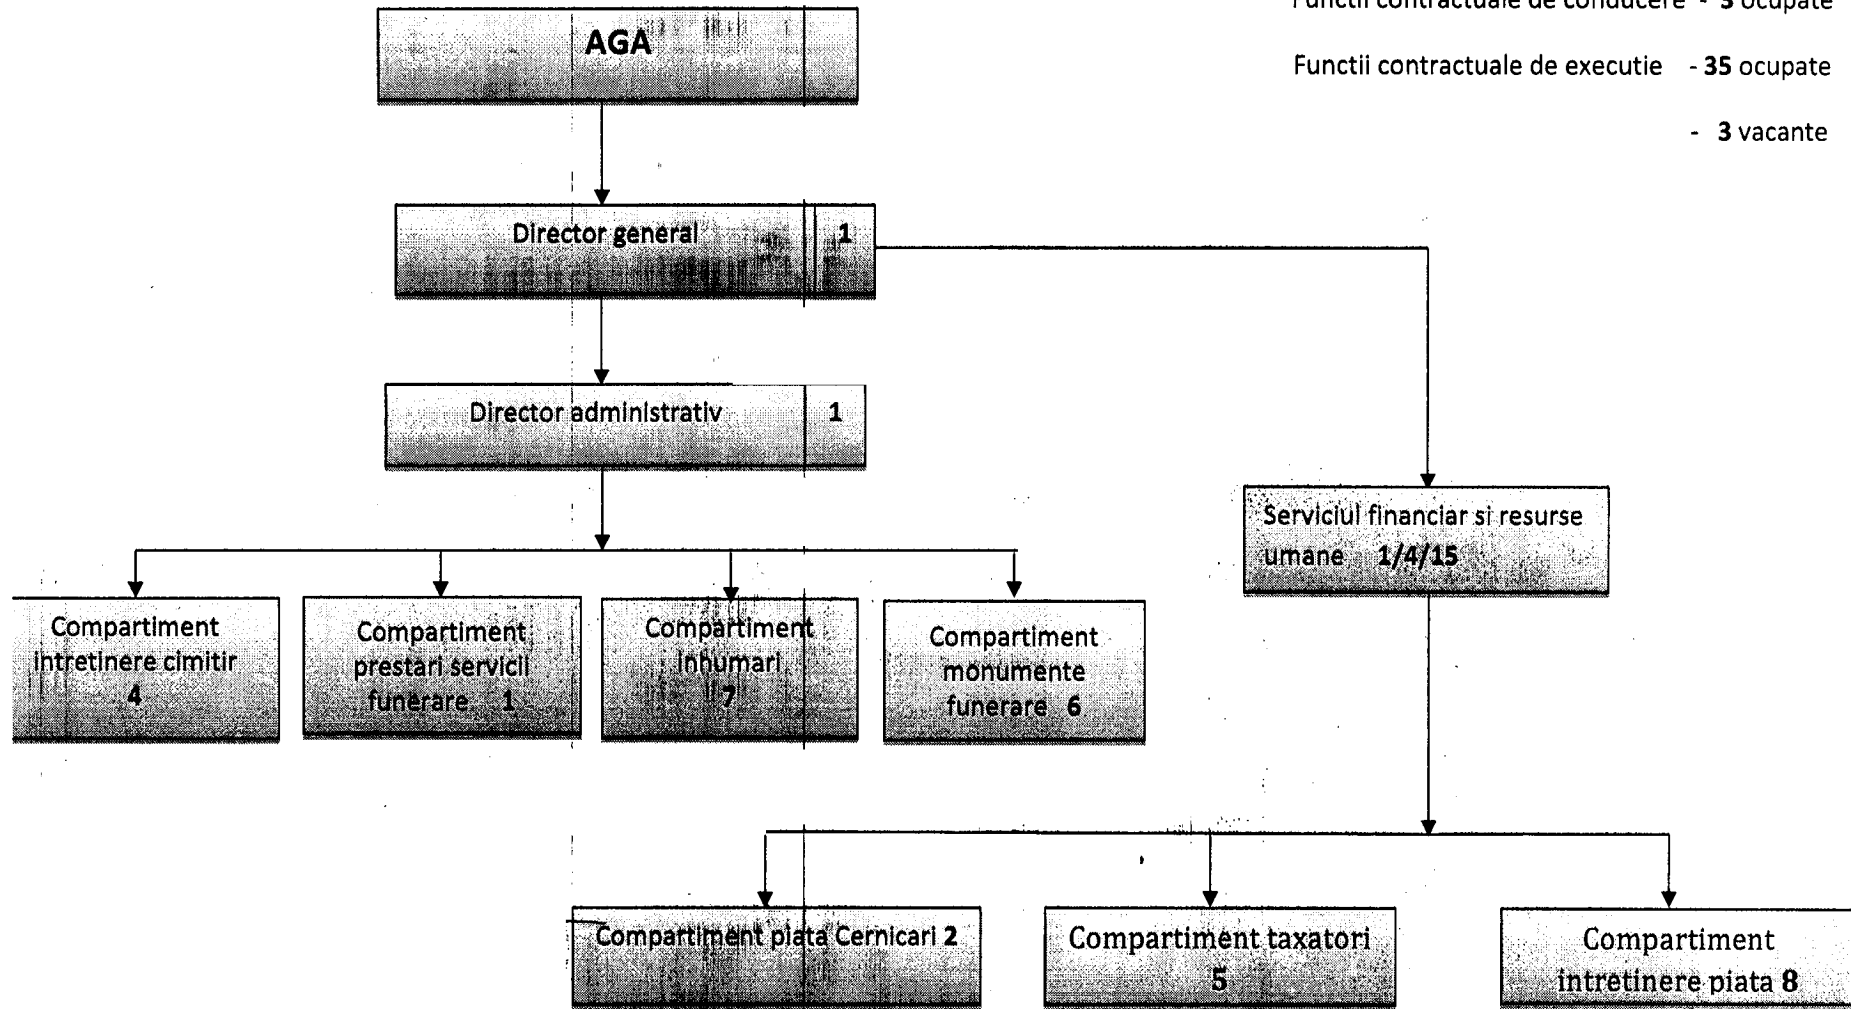 Functii contractuale de conducere - 3 ocupate
Functii contractuale de executie - 35 ocupate
- 3 vacante
AGA
Director general 1
Director administrativ 1
Serviciul financiar si resurse
umane 1/4/15
Compartiment
intretinere cimitir
4
Compartiment
prestari servicii
funerare 1
Compartiment
inhumari
7
Compartiment
monumente
funerare 6
Compartiment piata Cernicari 2
Compartiment taxatori
5
Compartiment
intretinere piata 8